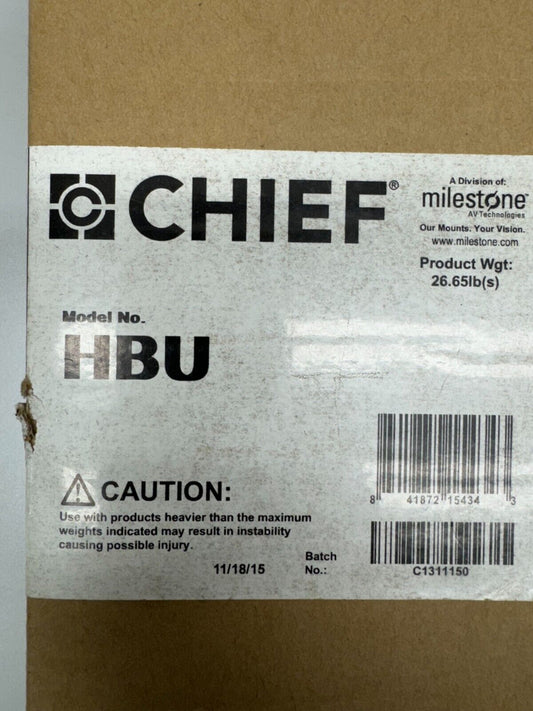 CHIEF®
A Division of:
milestone™
AV Technologies
Our Mounts. Your Vision.
www.milestone.com
Product Wgt:
26.65lb(s)
Model No.
HBU
8 41872 15434 3
CAUTION:
Use with products heavier than the maximum
weights indicated may result in instability
causing possible injury.
11/18/15
Batch
No.:
C1311150